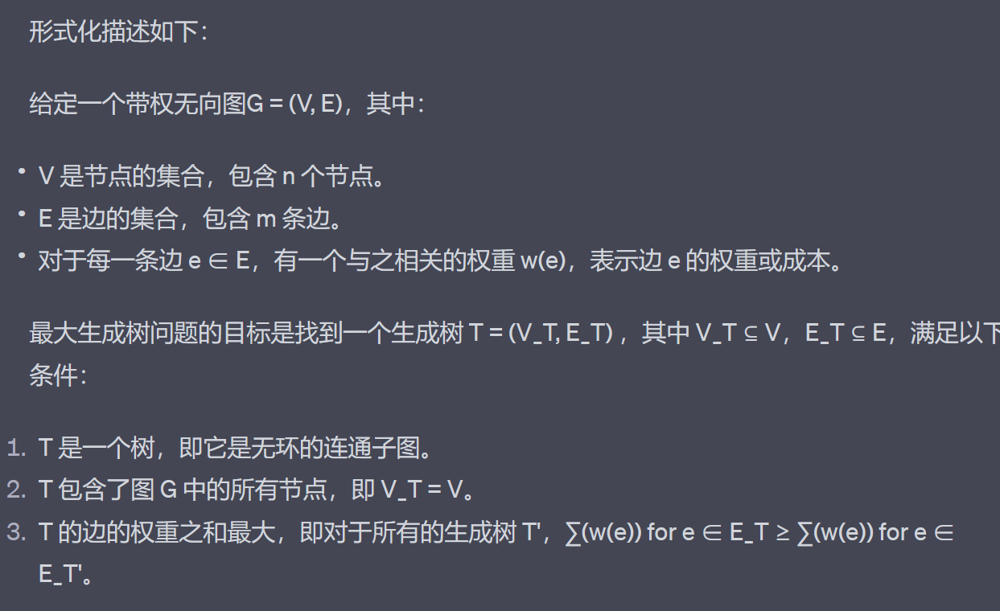 形式化描述如下：
给定一个带权无向图G = (V, E)，其中：
• V 是节点的集合，包含 n 个节点。
• E 是边的集合，包含 m 条边。
• 对于每一条边 e ∈ E，有一个与之相关的权重 w(e)，表示边 e 的权重或成本。
最大生成树问题的目标是找到一个生成树 T = (V_T, E_T) ，其中 V_T ⊆ V，E_T ⊆ E，满足以下
条件：
1. T 是一个树，即它是无环的连通子图。
2. T 包含了图 G 中的所有节点，即 V_T = V。
3. T 的边的权重之和最大，即对于所有的生成树 T'，∑(w(e)) for e ∈ E_T ≥ ∑(w(e)) for e ∈
E_T'。